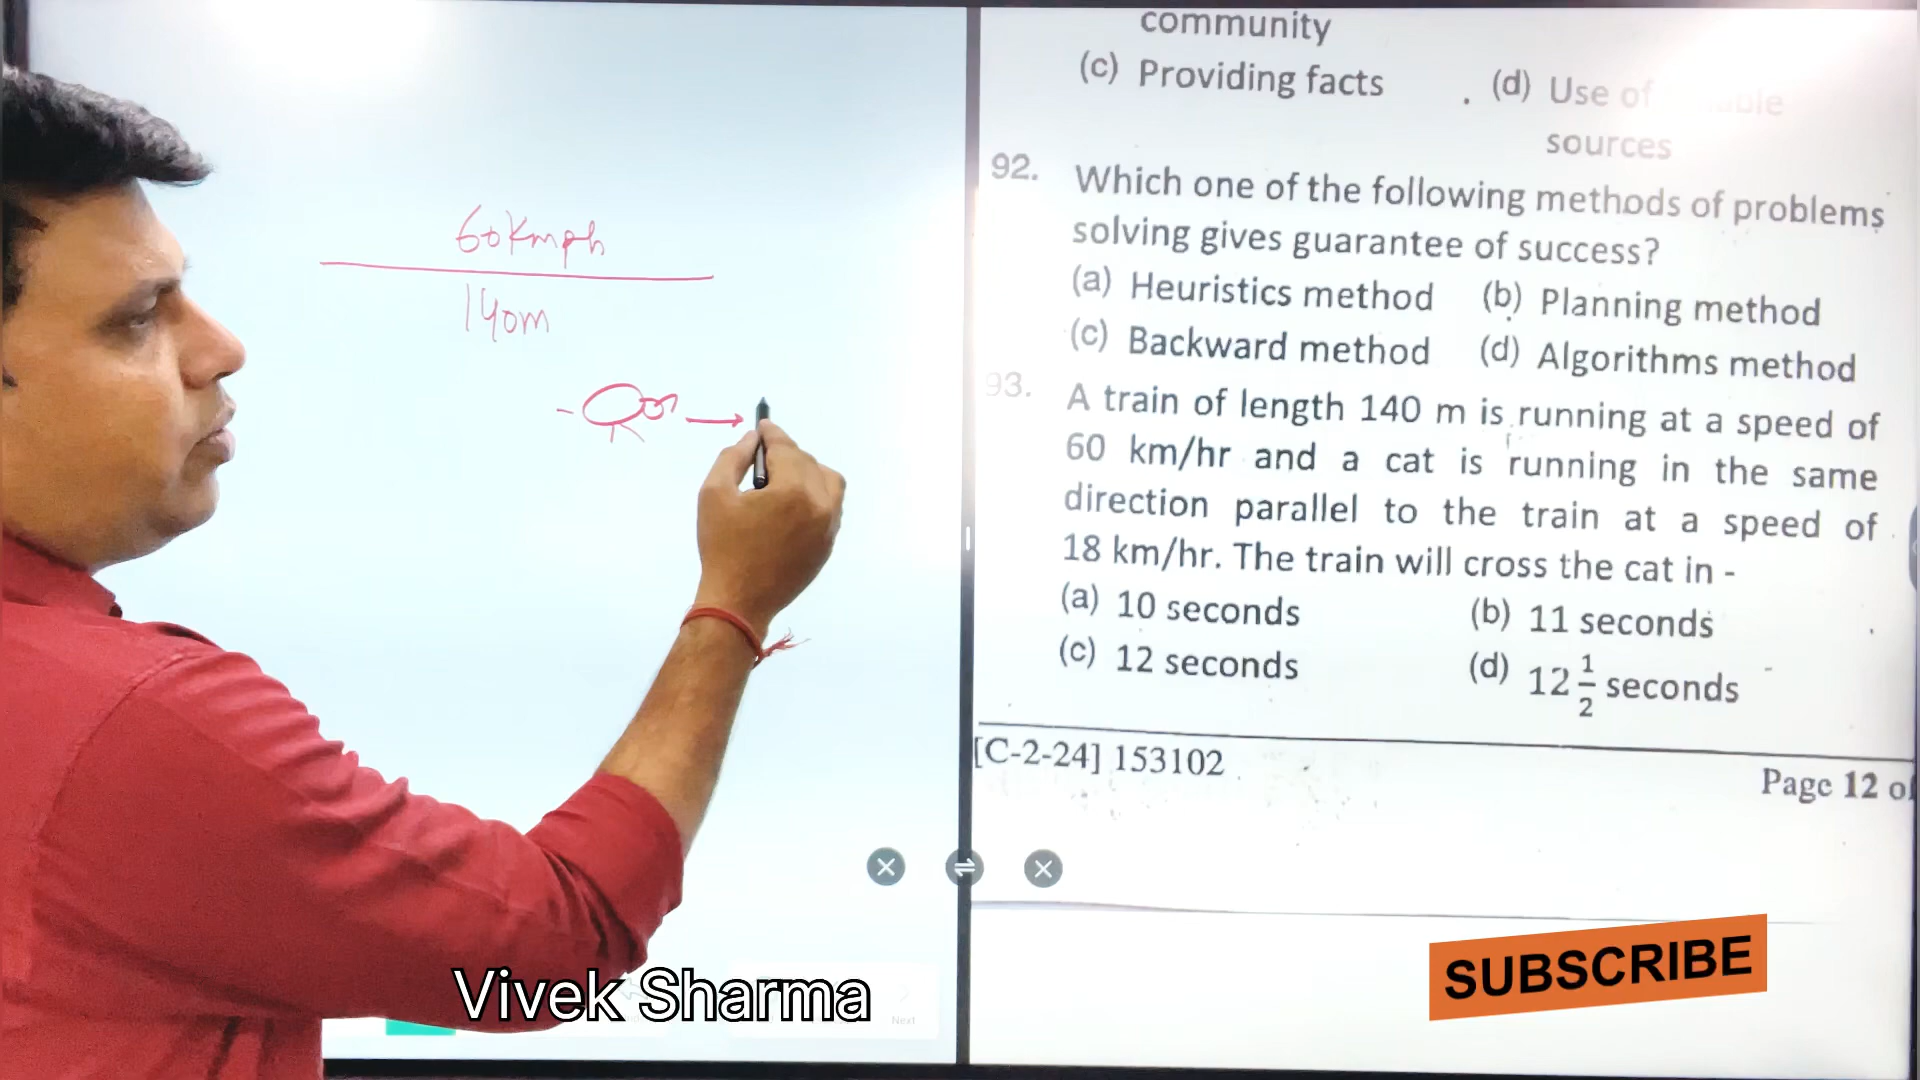 60Kmph
140m
community
(c) Providing facts . (d) Use of
sources
92. Which one of the following methods of problems
solving gives guarantee of success?
(a) Heuristics method (b) Planning method
(c) Backward method (d) Algorithms method
93. A train of length 140 m is running at a speed of
60 km/hr and a cat is running in the same
direction parallel to the train at a speed of
18 km/hr. The train will cross the cat in -
(a) 10 seconds (b) 11 seconds
(c) 12 seconds (d) 12 1/2 seconds
[C-2-24] 153102
Page 12 of
SUBSCRIBE
Vivek Sharma
Next